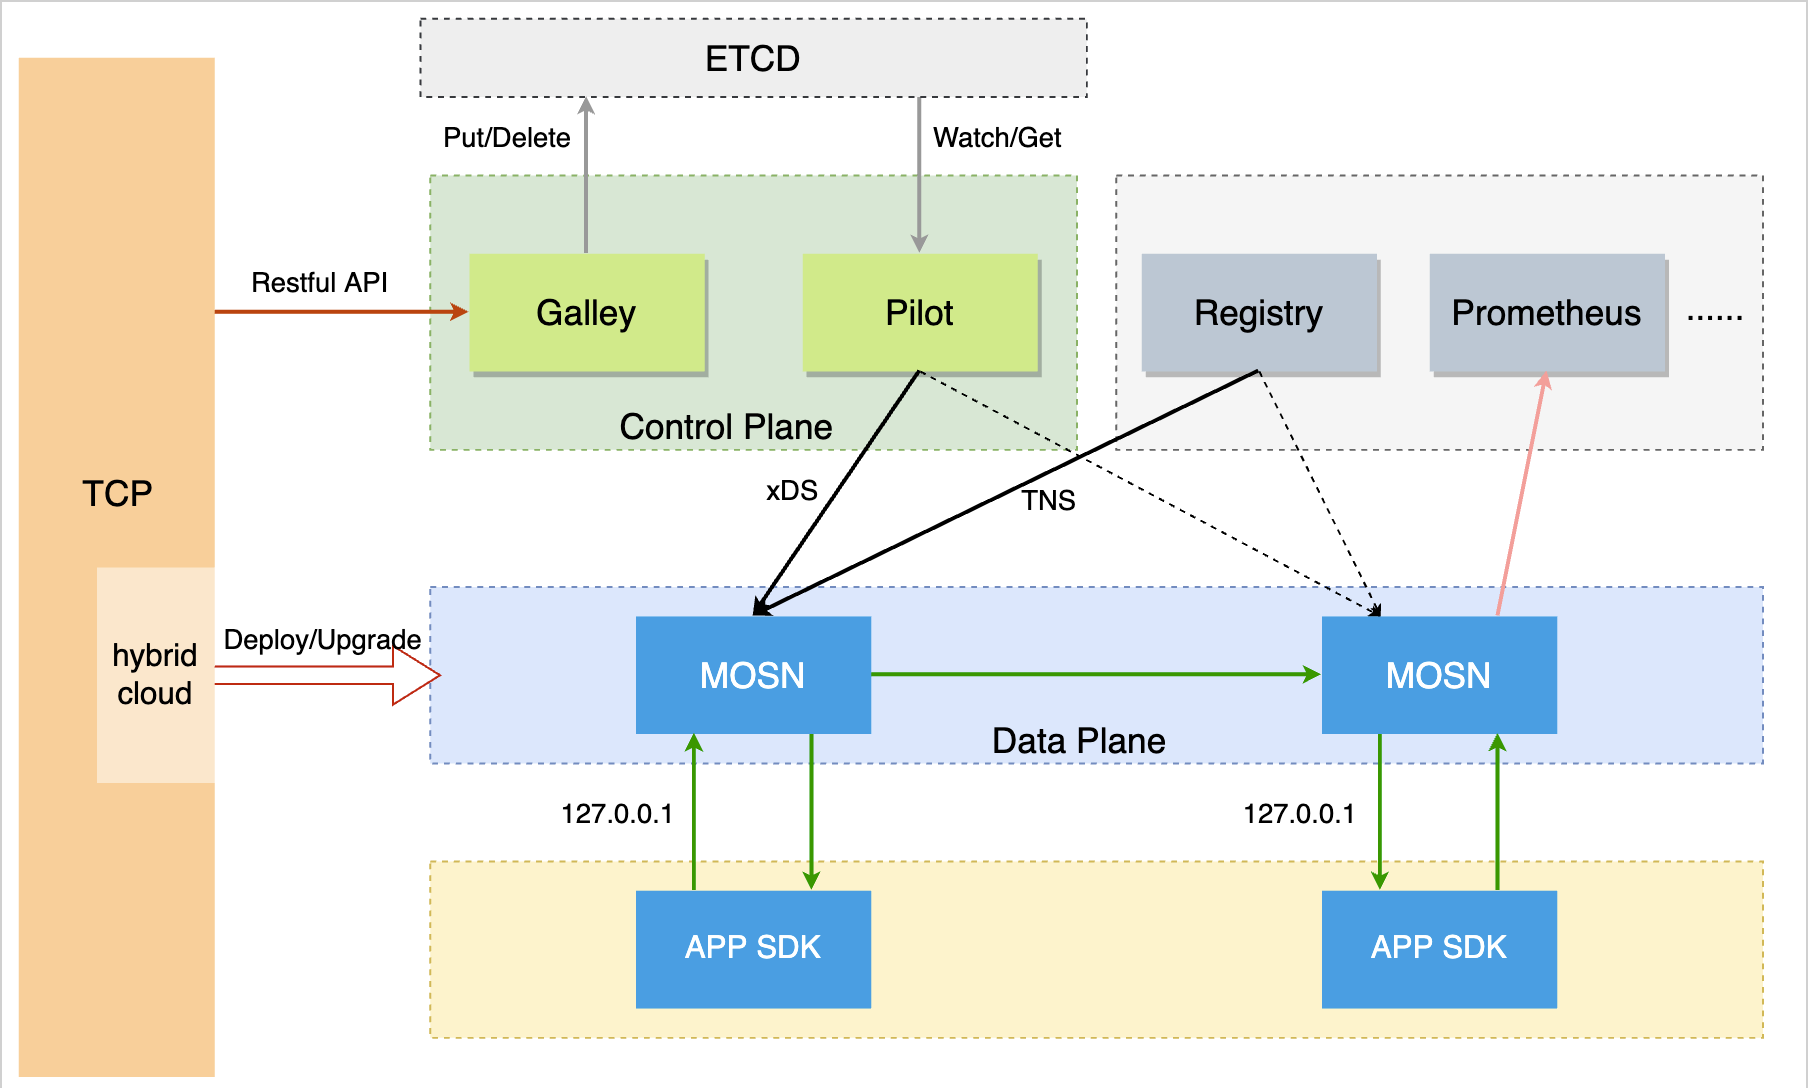 ETCD
Put/Delete
Watch/Get
Restful API
Galley
Pilot
Registry
Prometheus
......
Control Plane
TCP
xDS
TNS
hybrid
cloud
Deploy/Upgrade
MOSN
MOSN
Data Plane
127.0.0.1
127.0.0.1
APP SDK
APP SDK